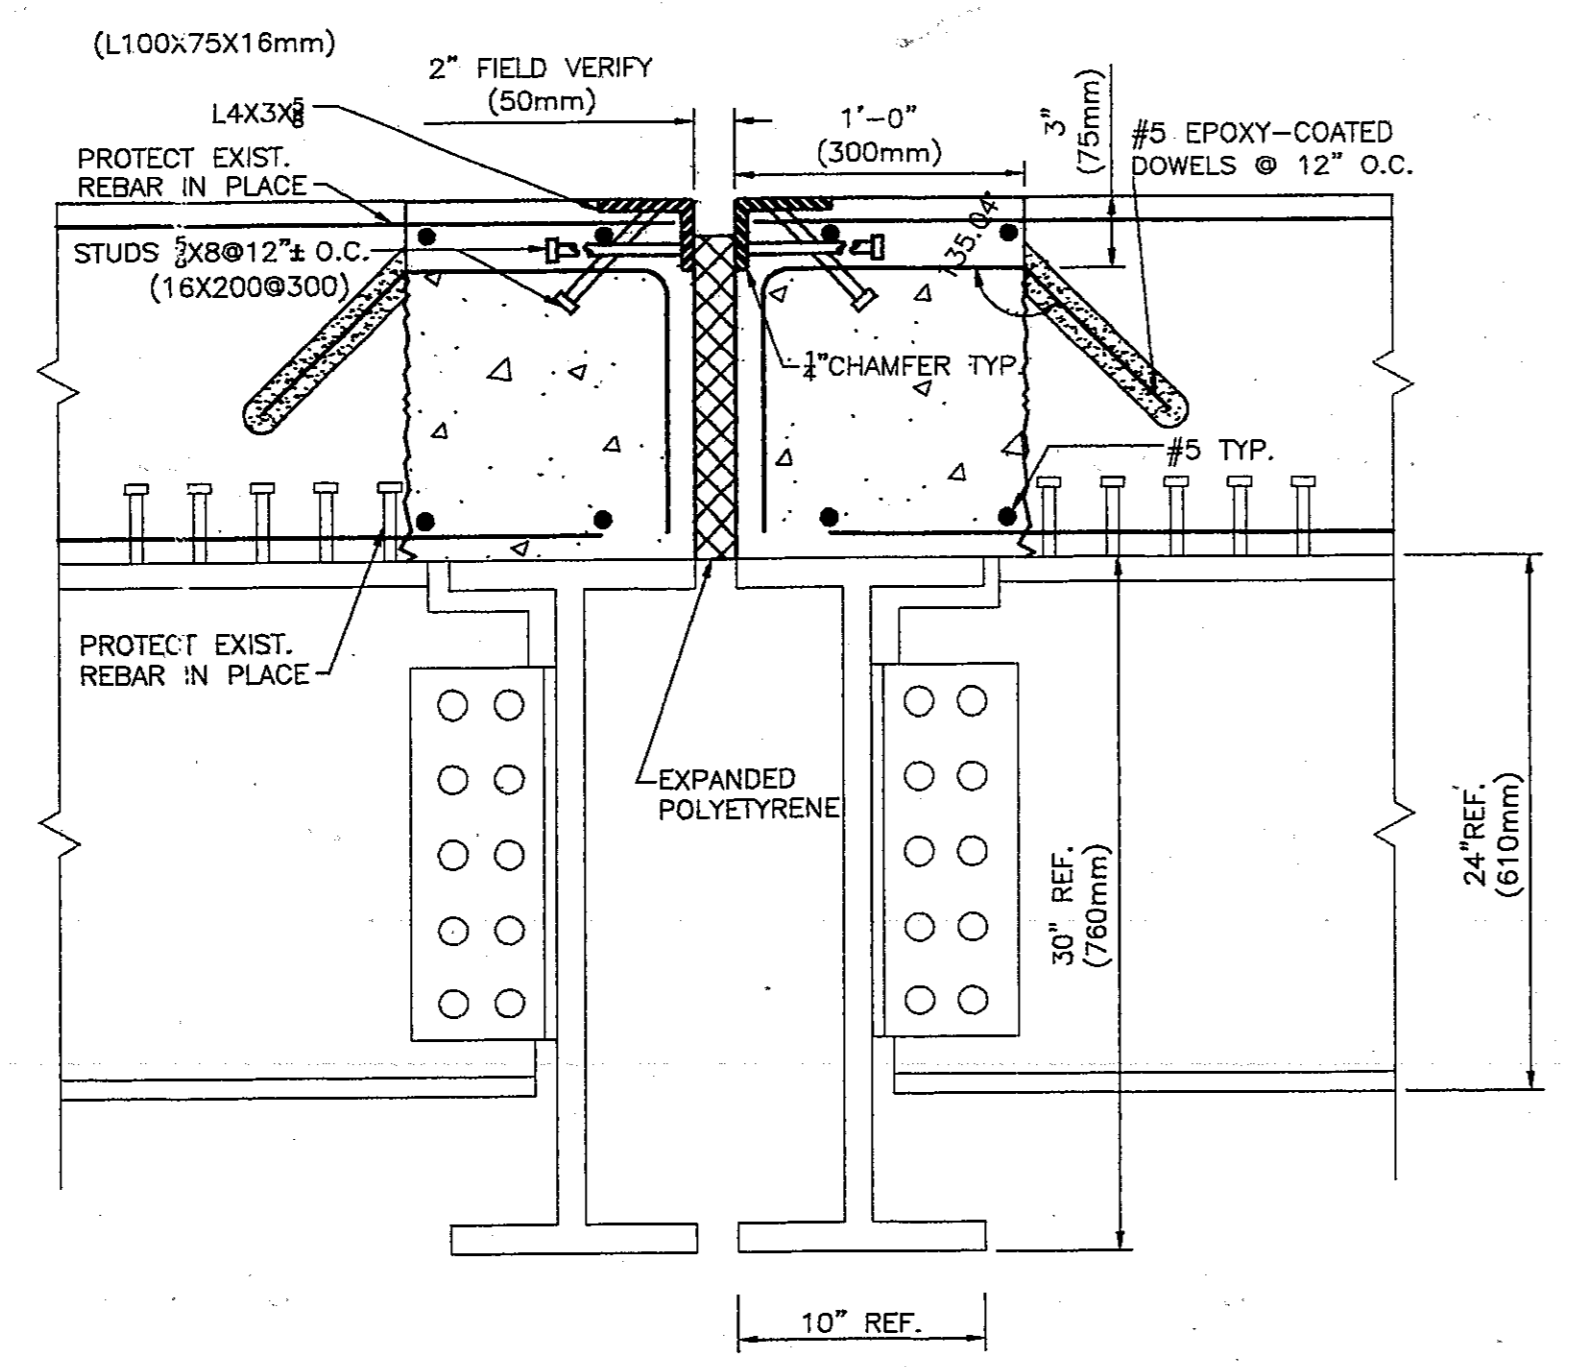 (L100X75X16mm)
2" FIELD VERIFY
(50mm)
L4X3X5/8
1'-0"
(300mm)
3"
(75mm)
#5 EPOXY-COATED
DOWELS @ 12" O.C.
PROTECT EXIST.
REBAR IN PLACE
STUDS 5/8X8@12"± O.C.
(16X200@300)
135.04°
1/4"CHAMFER TYP.
#5 TYP.
PROTECT EXIST.
REBAR IN PLACE
EXPANDED
POLYETYRENE
30" REF.
(760mm)
24"REF.
(610mm)
10" REF.